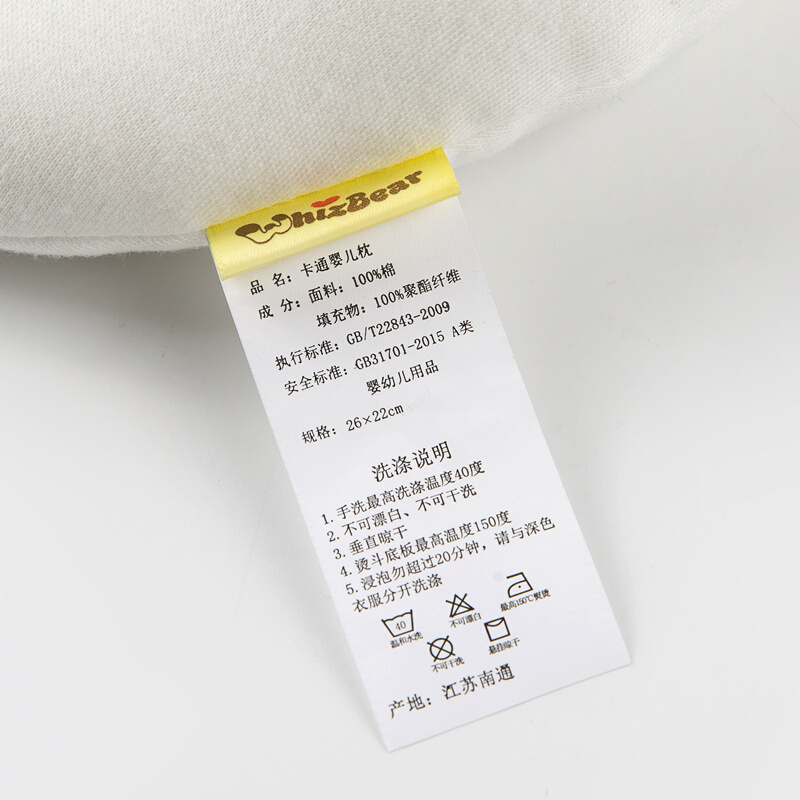 WhizBear
品 名：卡通婴儿枕
成 分：面料：100%棉
填充物：100%聚酯纤维
执行标准：GB/T22843-2009
安全标准：GB31701-2015 A类
婴幼儿用品
规格：26×22cm
洗涤说明
1. 手洗最高洗涤温度40度
2. 不可漂白、不可干洗
3. 垂直晾干
4. 烫斗底板最高温度150度
5. 浸泡勿超过20分钟，请与深色
衣服分开洗涤
40
温和水洗
不可漂白
最高150℃熨烫
不可干洗
悬挂晾干
产地：江苏南通